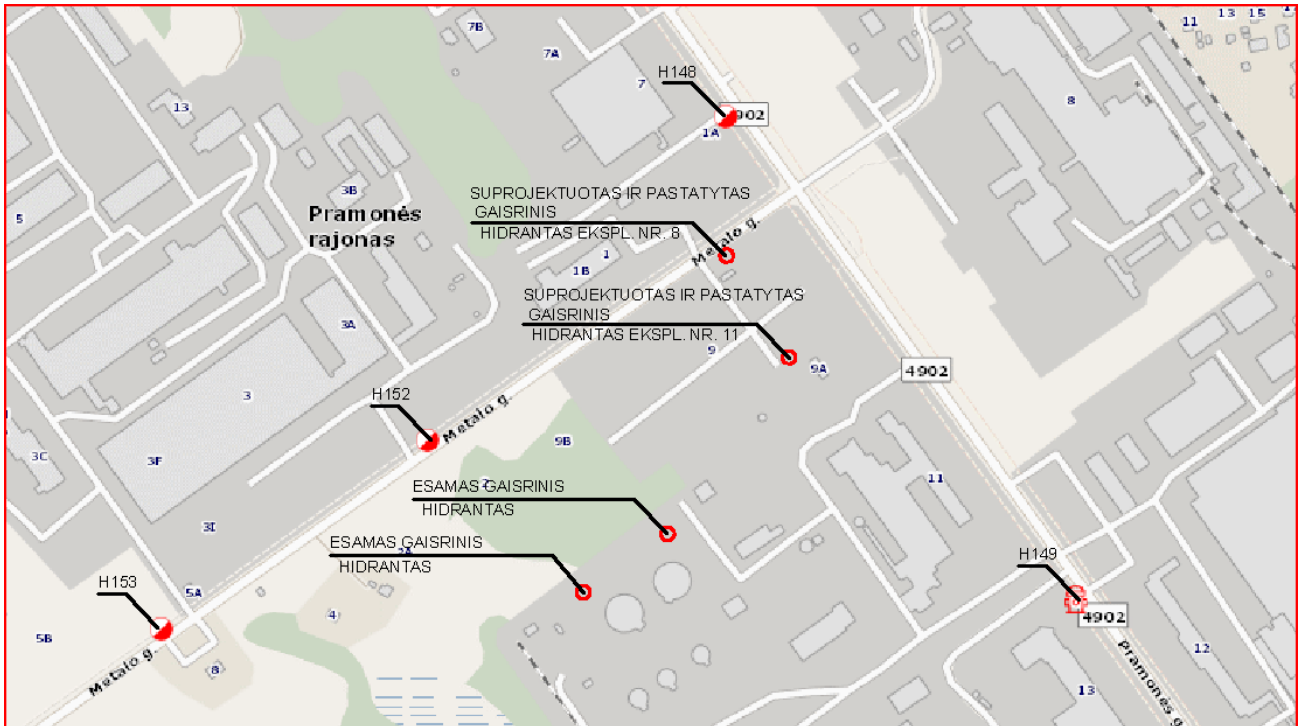 11
13
15
7B
7A
7
H148
902
1A
8
13
3B
5
Pramonės
rajonas
SUPROJEKTUOTAS IR PASTATYTAS
GAISRINIS
HIDRANTAS EKSPL. NR. 8
Metalo g.
1
1B
SUPROJEKTUOTAS IR PASTATYTAS
GAISRINIS
HIDRANTAS EKSPL. NR. 11
3A
9
9A
4902
3
H152
Metalo g.
9B
3C
3F
11
2
ESAMAS GAISRINIS
HIDRANTAS
3I
ESAMAS GAISRINIS
HIDRANTAS
2A
H149
H153
5A
4
4902
5B
8
Metalo g.
12
Pramonės g.
13